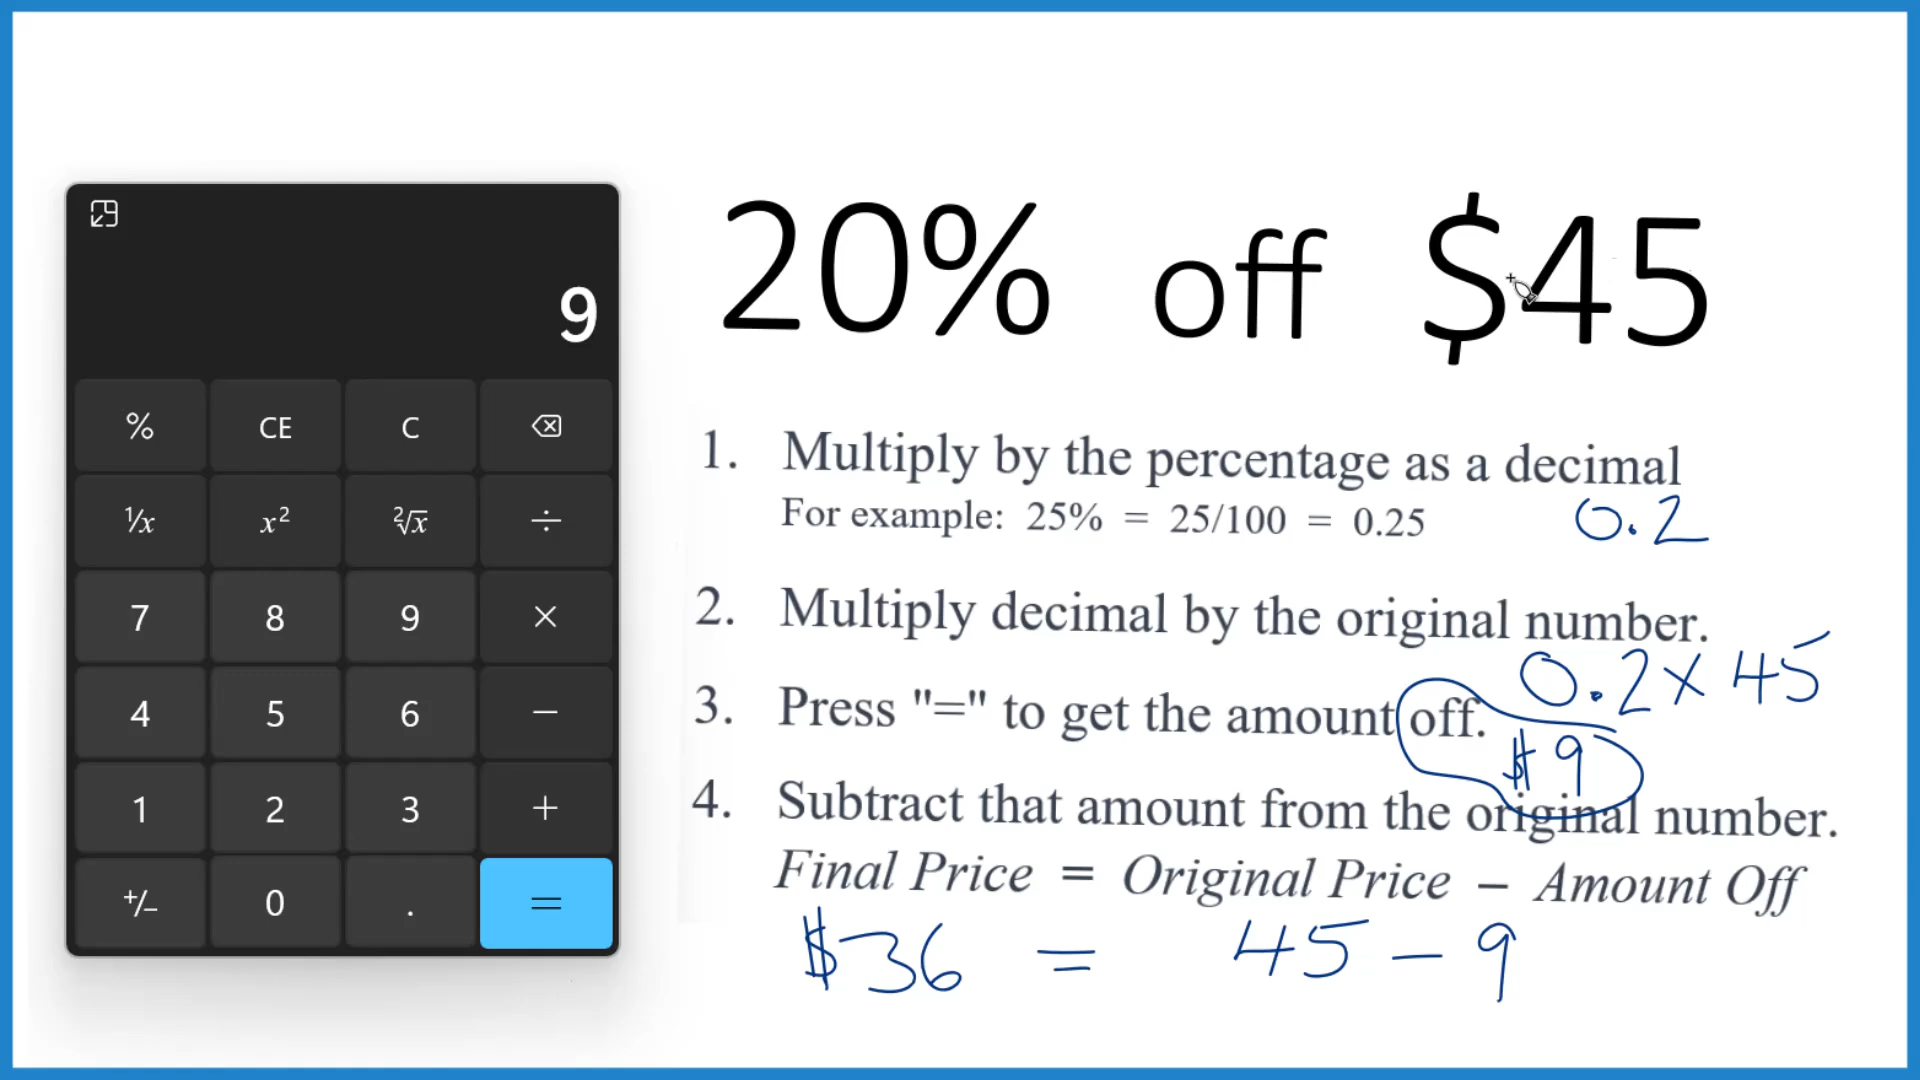 9
% CE C
1/x x² ²√x ÷
7 8 9 ×
4 5 6 −
1 2 3 +
+/− 0 . =
20% off $45
1. Multiply by the percentage as a decimal
For example: 25% = 25/100 = 0.25
0.2
2. Multiply decimal by the original number.
0.2 x 45
3. Press "=" to get the amount off.
$9
4. Subtract that amount from the original number.
Final Price = Original Price – Amount Off
$36 = 45 – 9